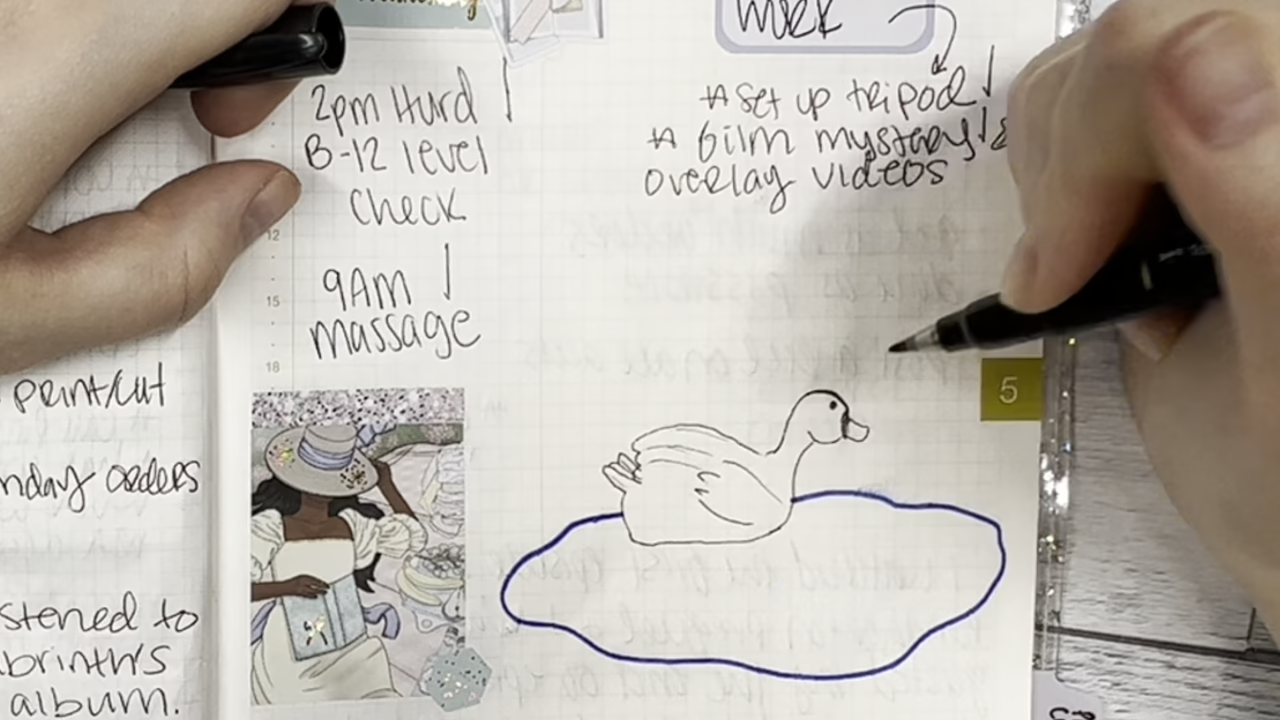 work
*set up tripod
* film mystery &
overlay videos
2pm Hurd
B-12 level
check
9AM
massage
12
15
18
print/cut
nday orders
stened to
brinth's
album.
5